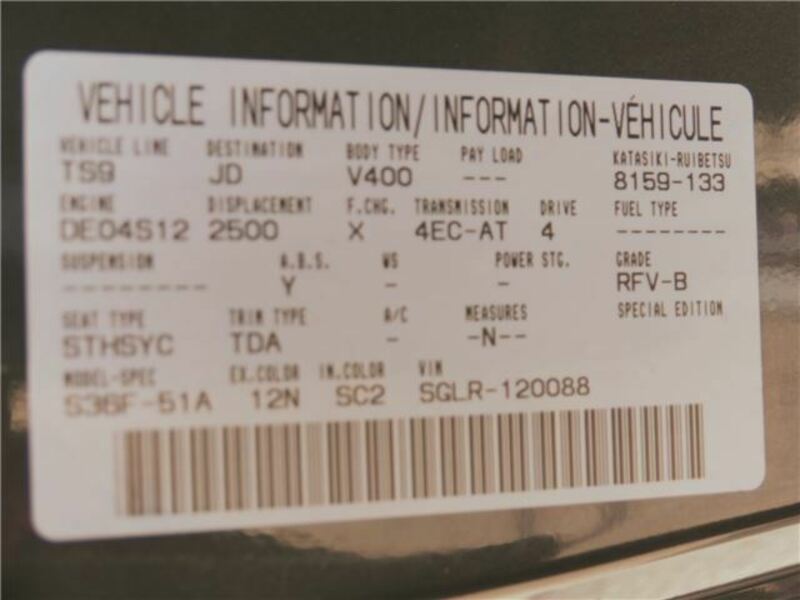 VEHICLE INFORMATION/INFORMATION-VÉHICULE
VEHICLE LINE DESTINATION BODY TYPE PAY LOAD KATASIKI-RUIBETSU
TS9 JD V400 --- 8159-133
ENGINE DISPLACEMENT F.CHG. TRANSMISSION DRIVE FUEL TYPE
DE04S12 2500 X 4EC-AT 4 --------
SUSPENSION A.B.S. WS POWER STG. GRADE
-------- Y - - RFV-B
SEAT TYPE TRIM TYPE A/C MEASURES SPECIAL EDITION
STHSYC TDA - -N--
MODEL-SPEC EX.COLOR IN.COLOR VIN
S36F-51A 12N SC2 SGLR-120088